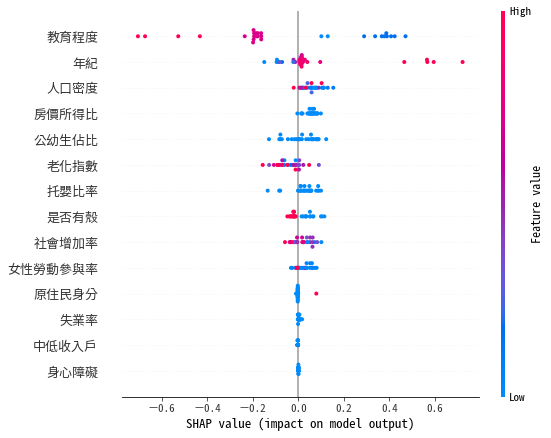 High
教育程度
年紀
人口密度
房價所得比
公幼生佔比
老化指數
托嬰比率
是否有殼
社會增加率
女性勞動參與率
原住民身分
失業率
中低收入戶
身心障礙
Feature value
Low
−0.6 −0.4 −0.2 0.0 0.2 0.4 0.6
SHAP value (impact on model output)